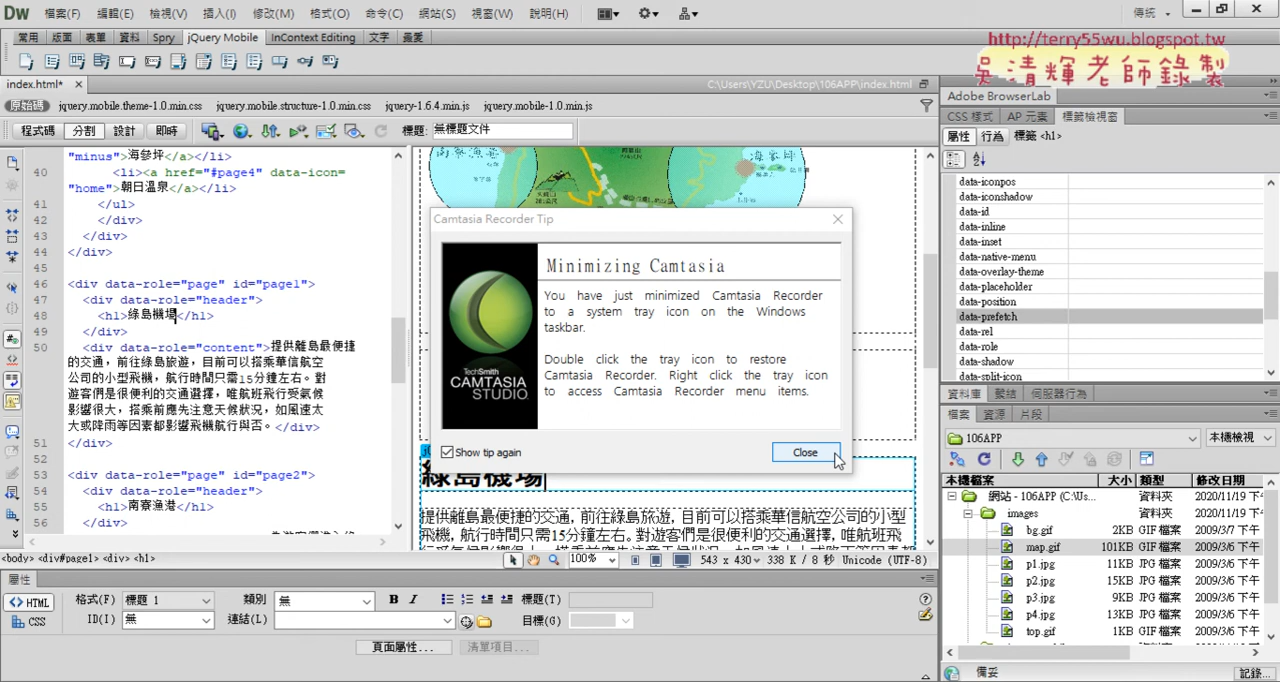 Dw 檔案(F) 編輯(E) 檢視(V) 插入(I) 修改(M) 格式(O) 命令(C) 網站(S) 視窗(W) 說明(H) 傳統
常用 版面 表單 資料 Spry jQuery Mobile InContext Editing 文字 最愛
http://terry55wu.blogspot.tw
吳清輝老師錄製
index.html*
C:\Users\YZU\Desktop\106APP\index.html
原始碼 jquery.mobile.theme-1.0.min.css jquery.mobile.structure-1.0.min.css jquery-1.6.4.min.js jquery.mobile-1.0.min.js
程式碼 分割 設計 即時 標題: 無標題文件
"minus">海參坪</a></li>
40 <li><a href="#page4" data-icon=
"home">朝日溫泉</a></li>
41 </ul>
42 </div>
43 </div>
44 </div>
45
46 <div data-role="page" id="page1">
47 <div data-role="header">
48 <h1>綠島機場</h1>
49 </div>
50 <div data-role="content">提供離島最便捷
的交通，前往綠島旅遊，目前可以搭乘華信航空
公司的小型飛機，航行時間只需15分鐘左右。對
遊客們是很便利的交通選擇，唯航班飛行受氣候
影響很大，搭乘前應先注意天候狀況，如風速太
大或陣雨等因素都影響飛機航行與否。</div>
51 </div>
52
53 <div data-role="page" id="page2">
54 <div data-role="header">
55 <h1>南寮漁港</h1>
56 </div>
Camtasia Recorder Tip
Minimizing Camtasia
You have just minimized Camtasia Recorder
to a system tray icon on the Windows
taskbar.
Double click the tray icon to restore
Camtasia Recorder. Right click the tray icon
to access Camtasia Recorder menu items.
TechSmith
CAMTASIA
STUDIO
Show tip again
Close
綠島機場
提供離島最便捷的交通，前往綠島旅遊，目前可以搭乘華信航空公司的小型
飛機，航行時間只需15分鐘左右。對遊客們是很便利的交通選擇，唯航班飛
<body> <div#page1> <div> <h1>
100% 543 x 430 338 K / 8 秒 Unicode (UTF-8)
屬性
<> HTML 格式(F) 標題 1 類別 無 B I 標題(T)
CSS ID(I) 無 連結(L) 目標(G)
頁面屬性... 清單項目...
Adobe BrowserLab
CSS 樣式 AP 元素 標籤檢視窗
屬性 行為 標籤 <h1>
data-iconpos
data-iconshadow
data-id
data-inline
data-inset
data-native-menu
data-overlay-theme
data-placeholder
data-position
data-prefetch
data-rel
data-role
data-shadow
data-split-icon
資料庫 繫結 伺服器行為
檔案 資源 片段
106APP 本機檢視
本機檔案 大小 類型 修改日期
網站 - 106APP (C:\Us... 資料夾 2020/11/19 下
images 資料夾 2020/11/19 下
bg.gif 2KB GIF 檔案 2009/3/7 下午
map.gif 101KB GIF 檔案 2009/3/6 下午
p1.jpg 11KB JPG 檔案 2009/3/6 下午
p2.jpg 15KB JPG 檔案 2009/3/6 下午
p3.jpg 9KB JPG 檔案 2009/3/6 下午
p4.jpg 13KB JPG 檔案 2009/3/6 下午
top.gif 1KB GIF 檔案 2009/3/6 下午
備妥 記錄...